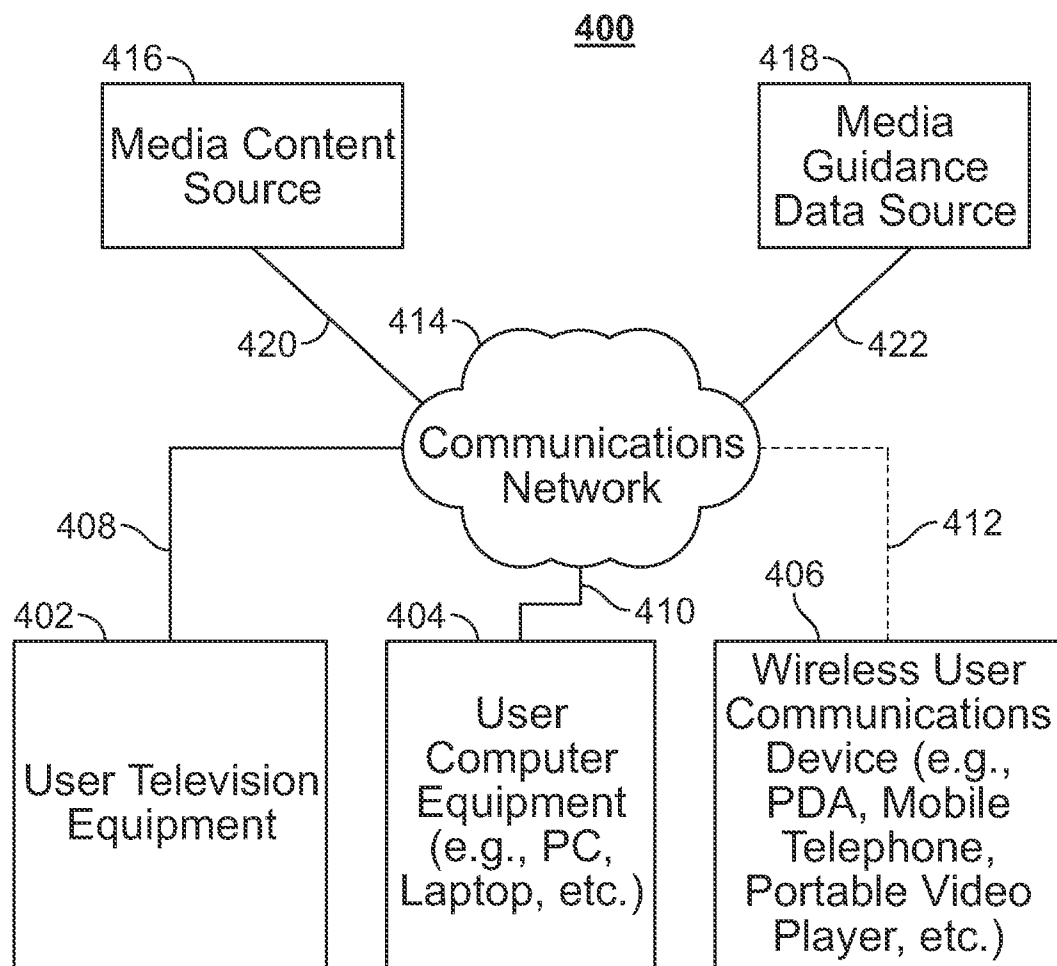 400
416
Media Content
Source
418
Media
Guidance
Data Source
420
414
422
Communications
Network
408
412
410
402
User Television
Equipment
404
User
Computer
Equipment
(e.g., PC,
Laptop, etc.)
406
Wireless User
Communications
Device (e.g.,
PDA, Mobile
Telephone,
Portable Video
Player, etc.)